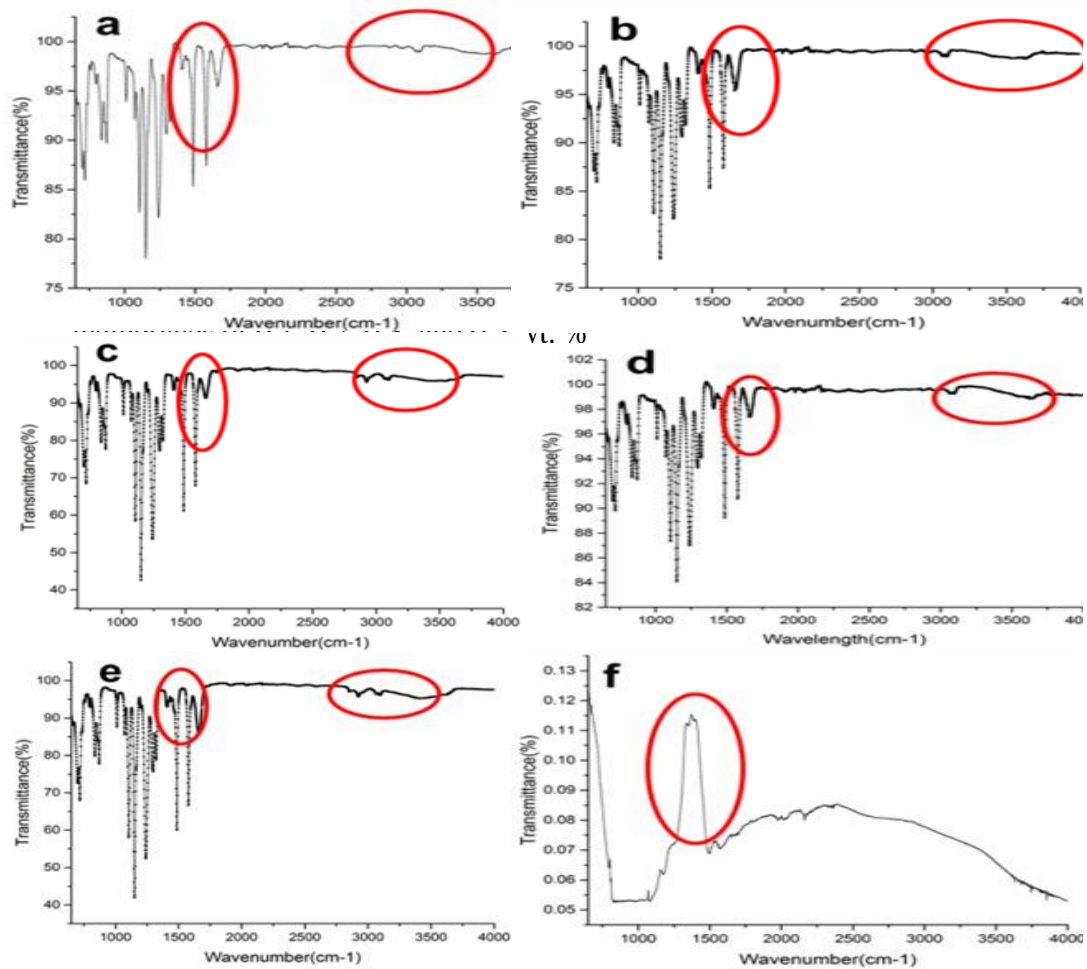 a
100
95
90
85
80
75
Transmittance(%)
1000 1500 2000 2500 3000 3500
Wavenumber(cm-1)
b
100
95
90
85
80
75
Transmittance(%)
1000 1500 2000 2500 3000 3500 4000
Wavenumber(cm-1)
vt. %
c
100
90
80
70
60
50
40
Transmittance(%)
1000 1500 2000 2500 3000 3500 4000
Wavenumber(cm-1)
d
102
100
98
96
94
92
90
88
86
84
82
Transmittance(%)
1000 1500 2000 2500 3000 3500 4000
Wavelength(cm-1)
e
100
90
80
70
60
50
40
Transmittance(%)
1000 1500 2000 2500 3000 3500 4000
Wavenumber(cm-1)
f
0.13
0.12
0.11
0.10
0.09
0.08
0.07
0.06
0.05
Transmittance(%)
1000 1500 2000 2500 3000 3500 4000
Wavenumber(cm-1)